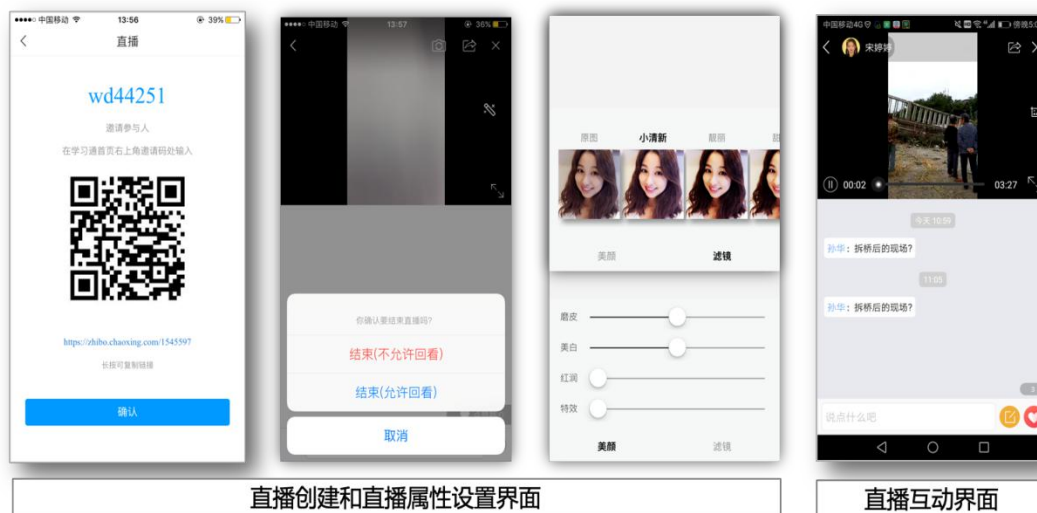 中国移动 13:56 39%
直播
wd44251
邀请参与人
在学习通首页右上角邀请码处输入
https://zhibo.chaoxing.com/1545597
长按可复制链接
确认
中国移动 13:57 36%
你确认要结束直播吗?
结束(不允许回看)
结束(允许回看)
取消
原图 小清新 靓丽
美颜 滤镜
磨皮
美白
红润
特效
美颜 滤镜
中国移动4G 傍晚5:0
宋婷婷
00:02 03:27
今天 10:59
孙华：拆桥后的现场?
11:05
孙华：拆桥后的现场?
3
说点什么吧
直播创建和直播属性设置界面
直播互动界面